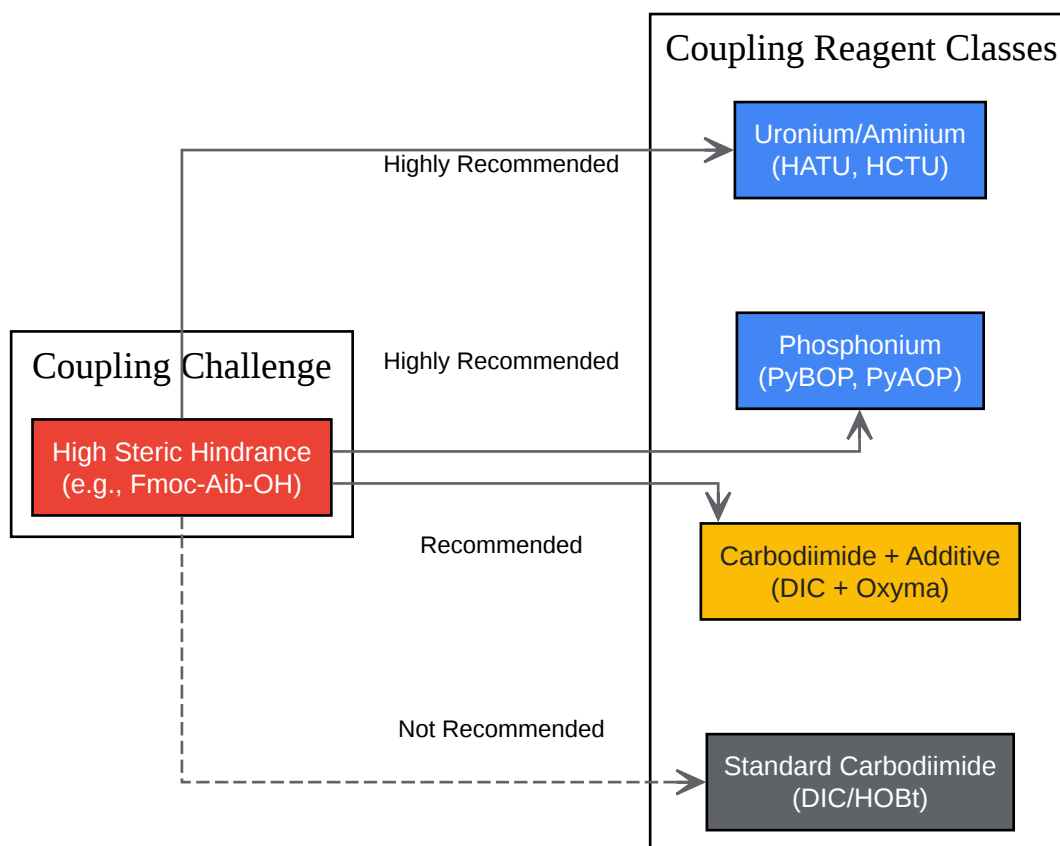 Coupling Reagent Classes
Uronium/Aminium
(HATU, HCTU)
Highly Recommended
Phosphonium
(PyBOP, PyAOP)
Highly Recommended
Coupling Challenge
High Steric Hindrance
(e.g., Fmoc-Aib-OH)
Recommended
Carbodiimide + Additive
(DIC + Oxyma)
Not Recommended
Standard Carbodiimide
(DIC/HOBt)